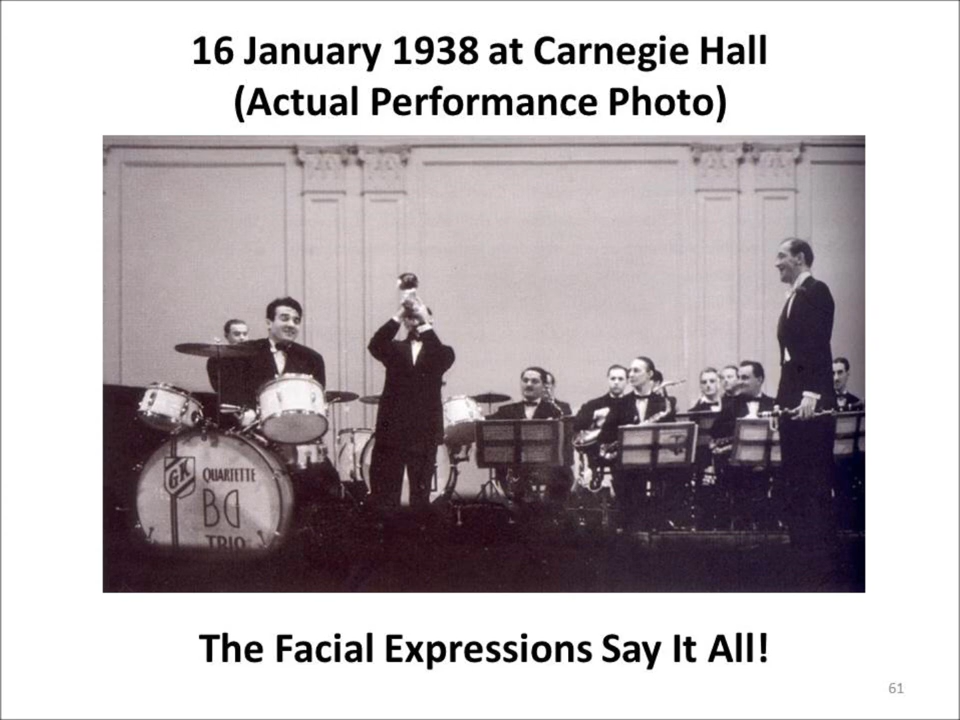 16 January 1938 at Carnegie Hall
(Actual Performance Photo)
GK
QUARTETTE
BG
TRIO
The Facial Expressions Say It All!
61